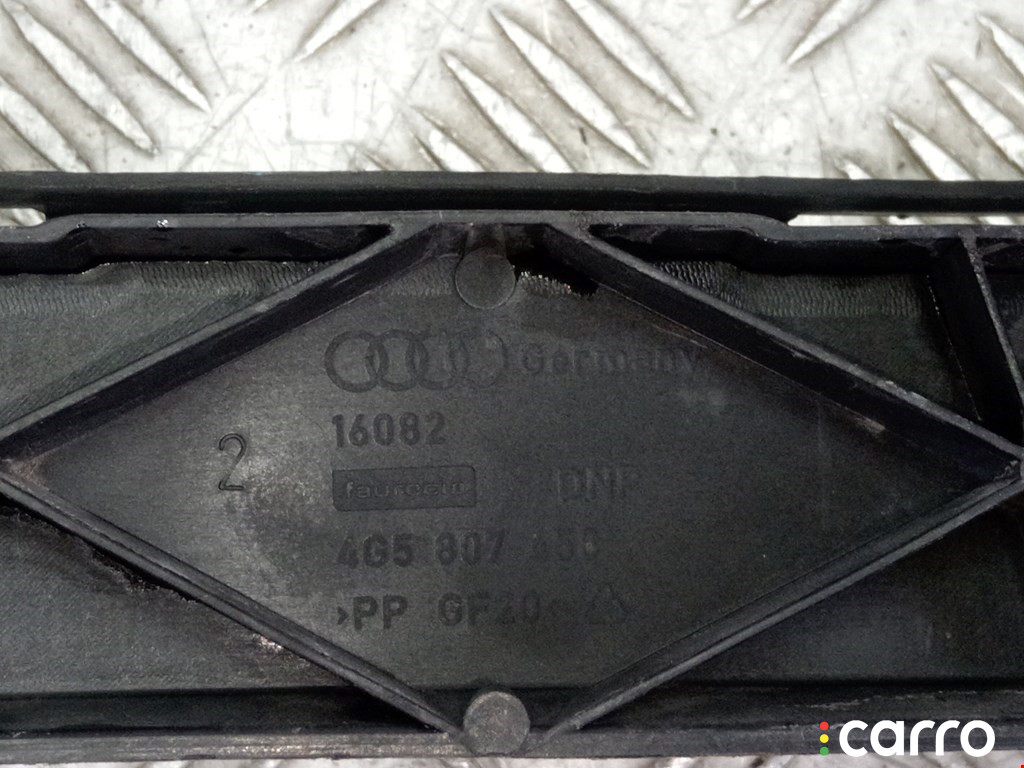 Germany
16082
2
faurecia
4G5 807
>PP GF20
carro